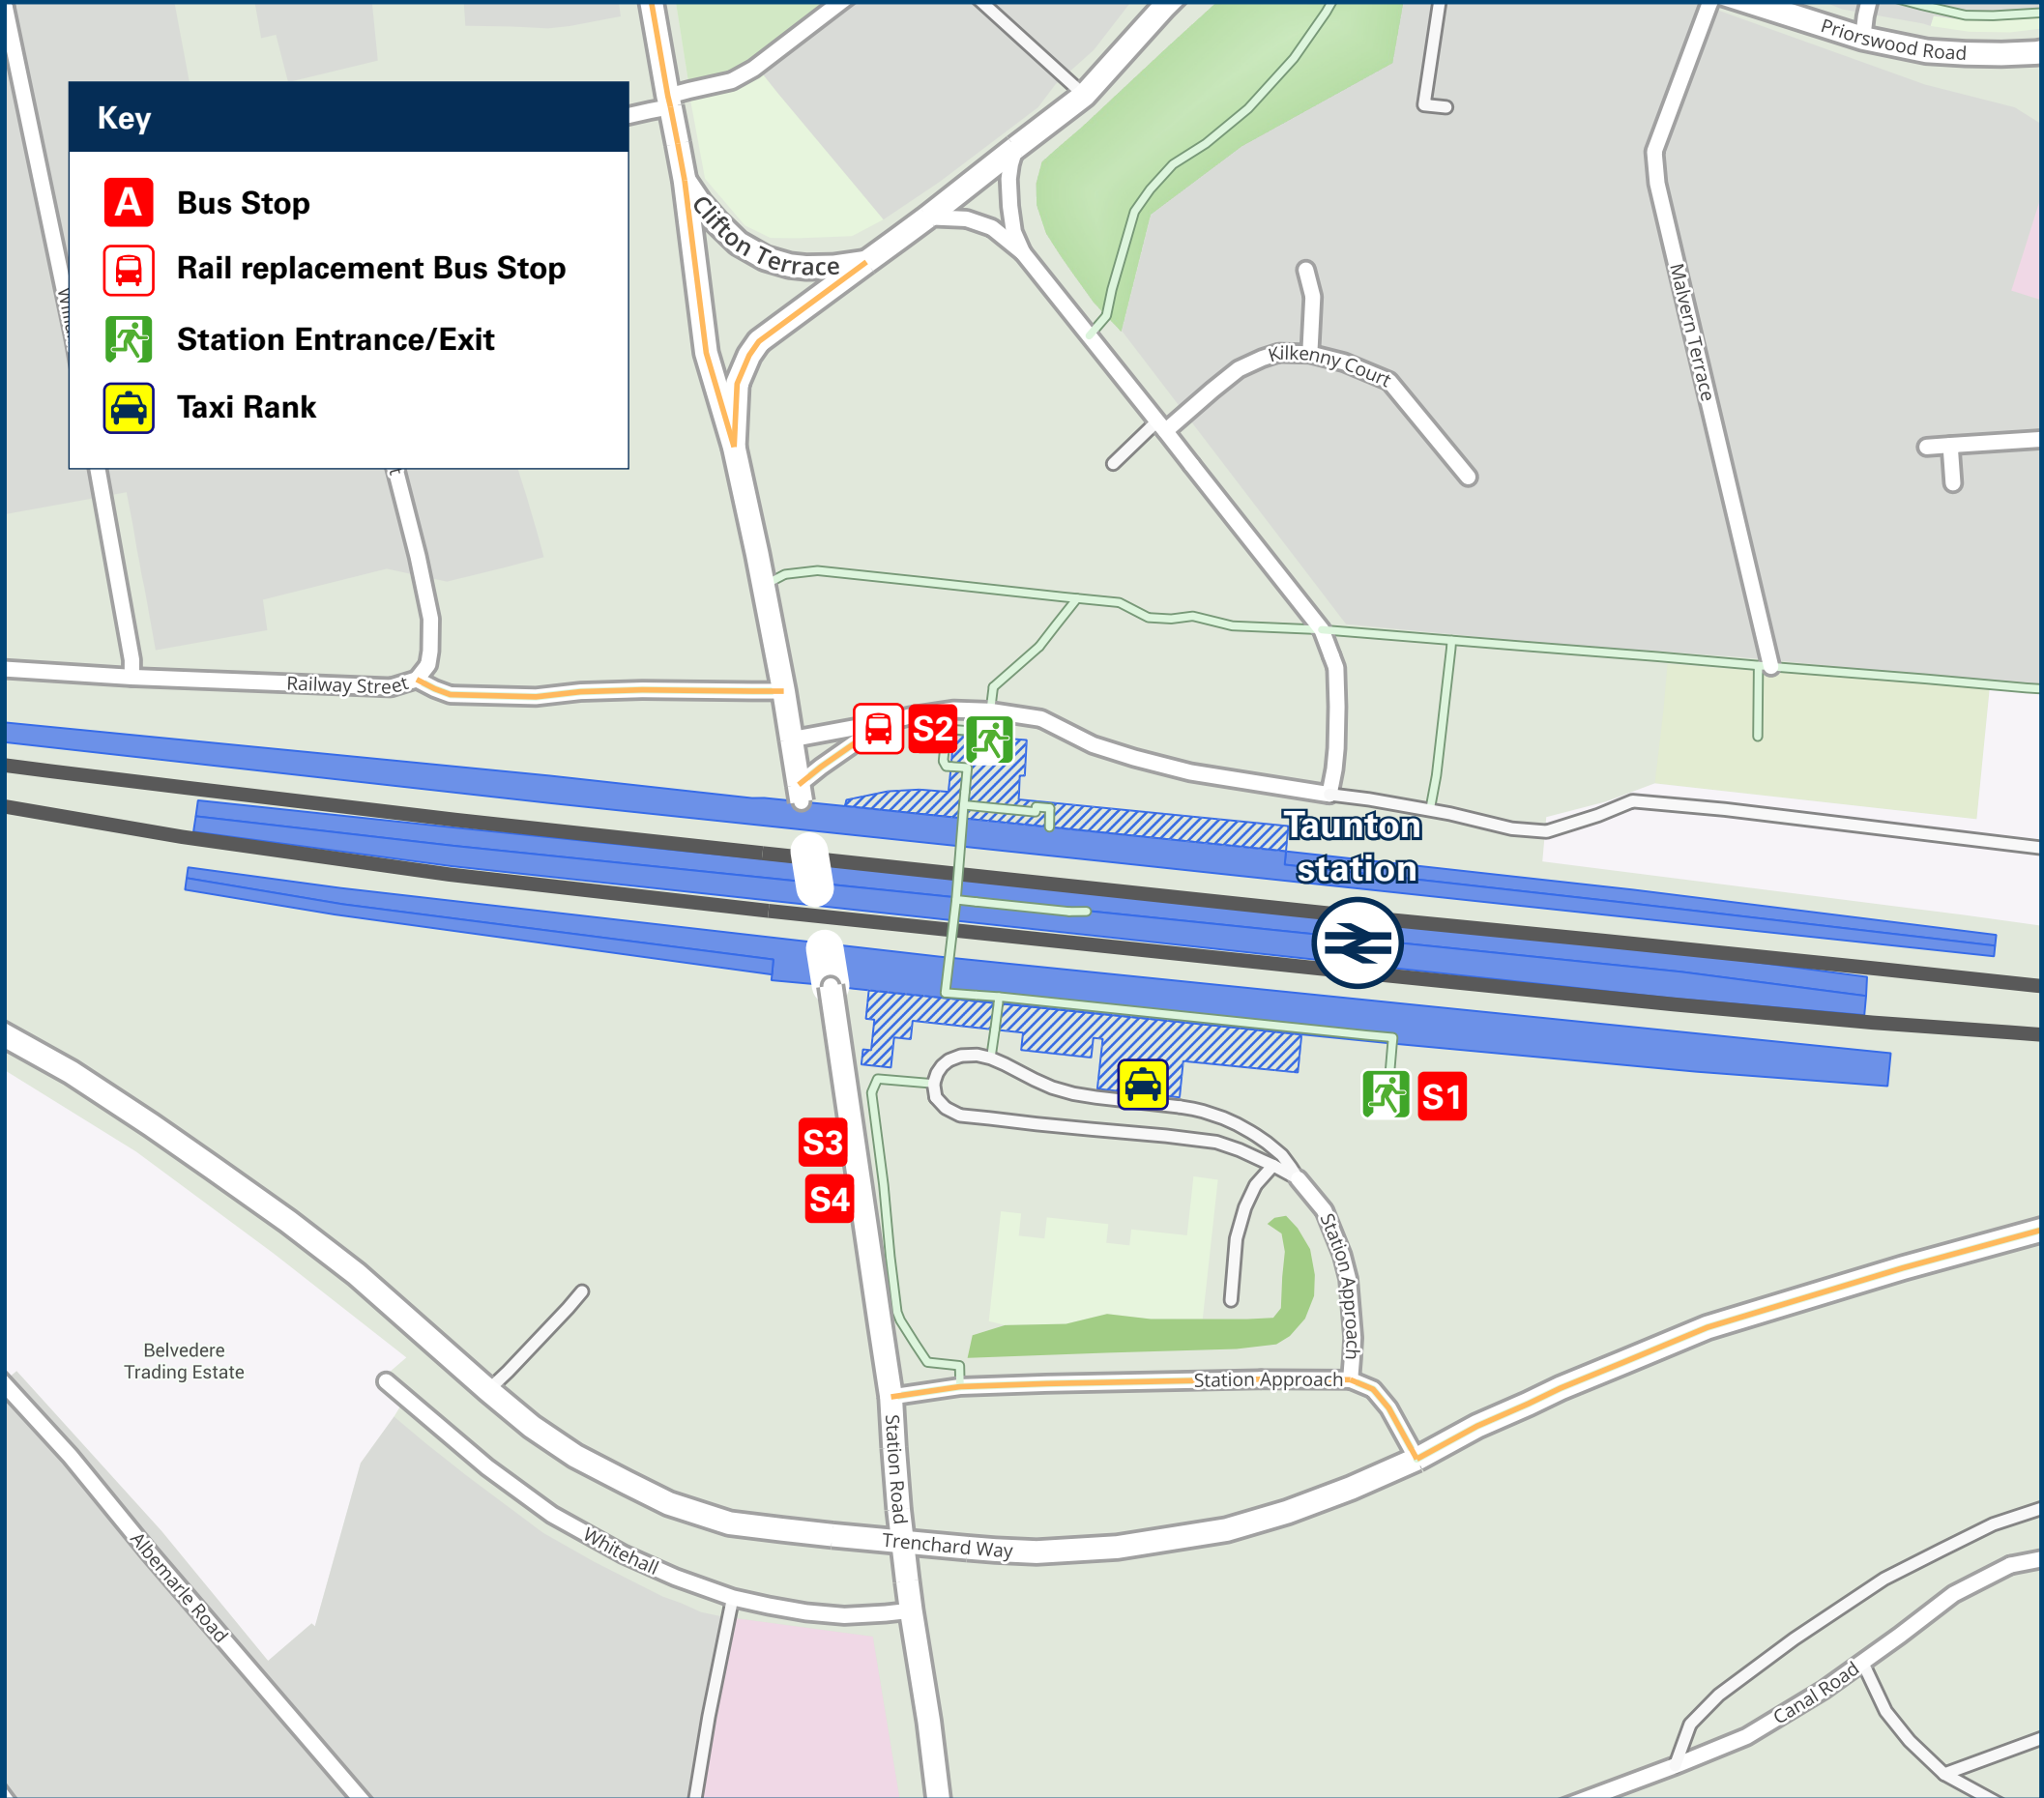 Priorswood Road
Key
A
Bus Stop
Rail replacement Bus Stop
Station Entrance/Exit
Taxi Rank
Clifton Terrace
Malvern Terrace
Kilkenny Court
Railway Street
S2
Taunton
station
S1
S3
S4
Station Approach
Belvedere
Trading Estate
Station Approach
Station Road
Trenchard Way
Whitehall
Albemarle Road
Canal Road